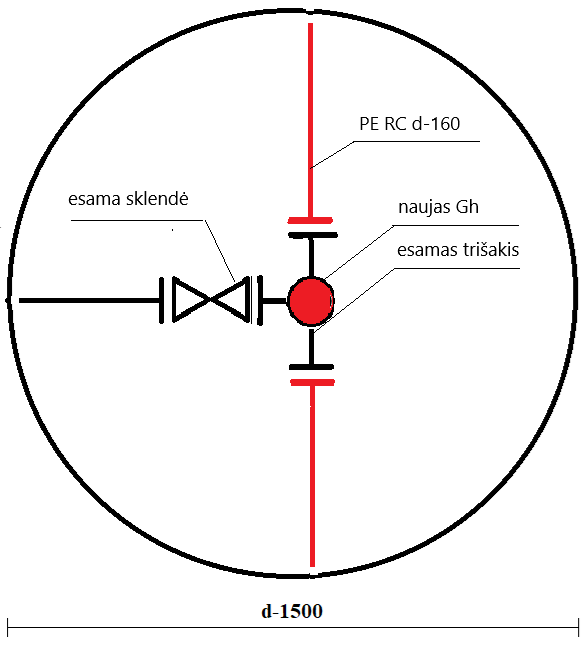 PE RC d-160
esama sklendė
naujas Gh
esamas trišakis
d-1500